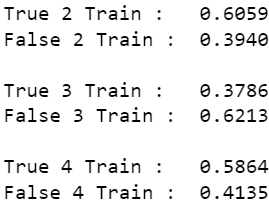 True 2 Train :   0.6059
False 2 Train :  0.3940

True 3 Train :   0.3786
False 3 Train :  0.6213

True 4 Train :   0.5864
False 4 Train :  0.4135